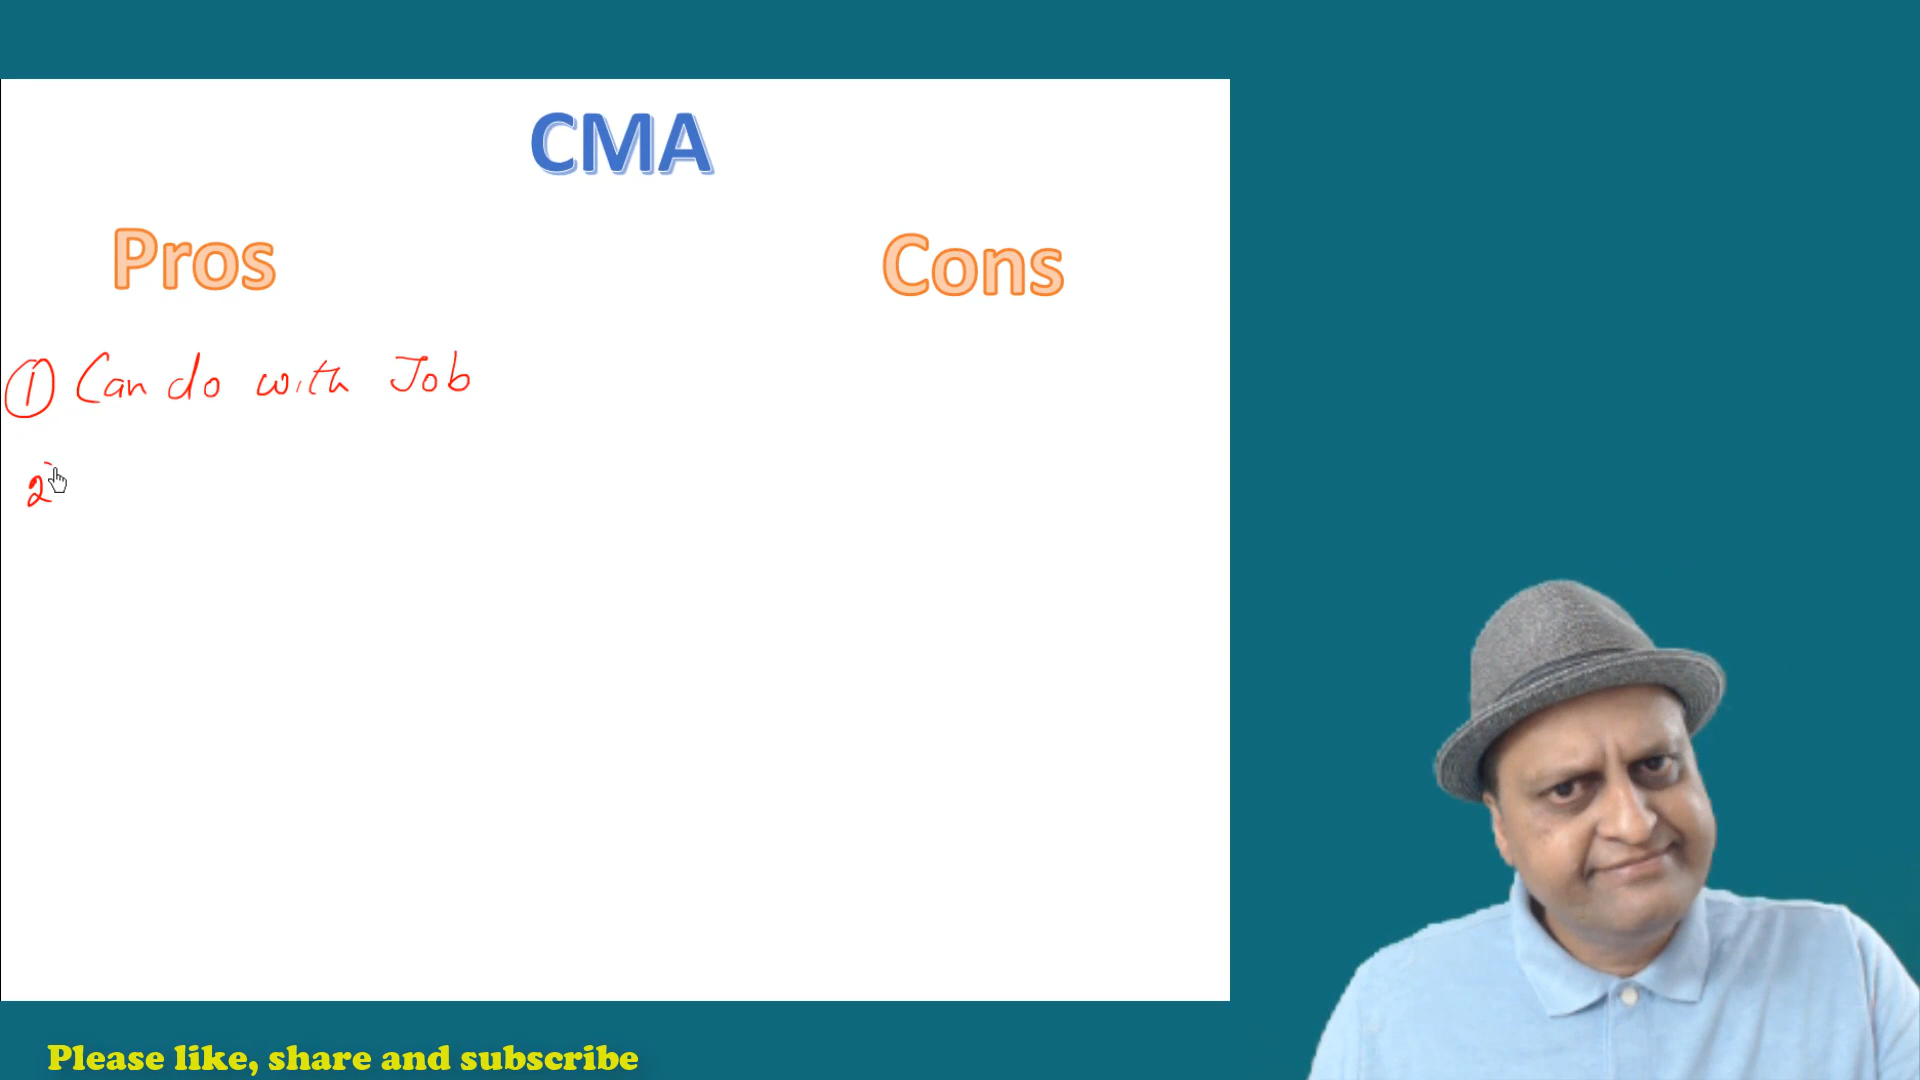 CMA
Pros Cons
① Can do with Job
2
Please like, share and subscribe